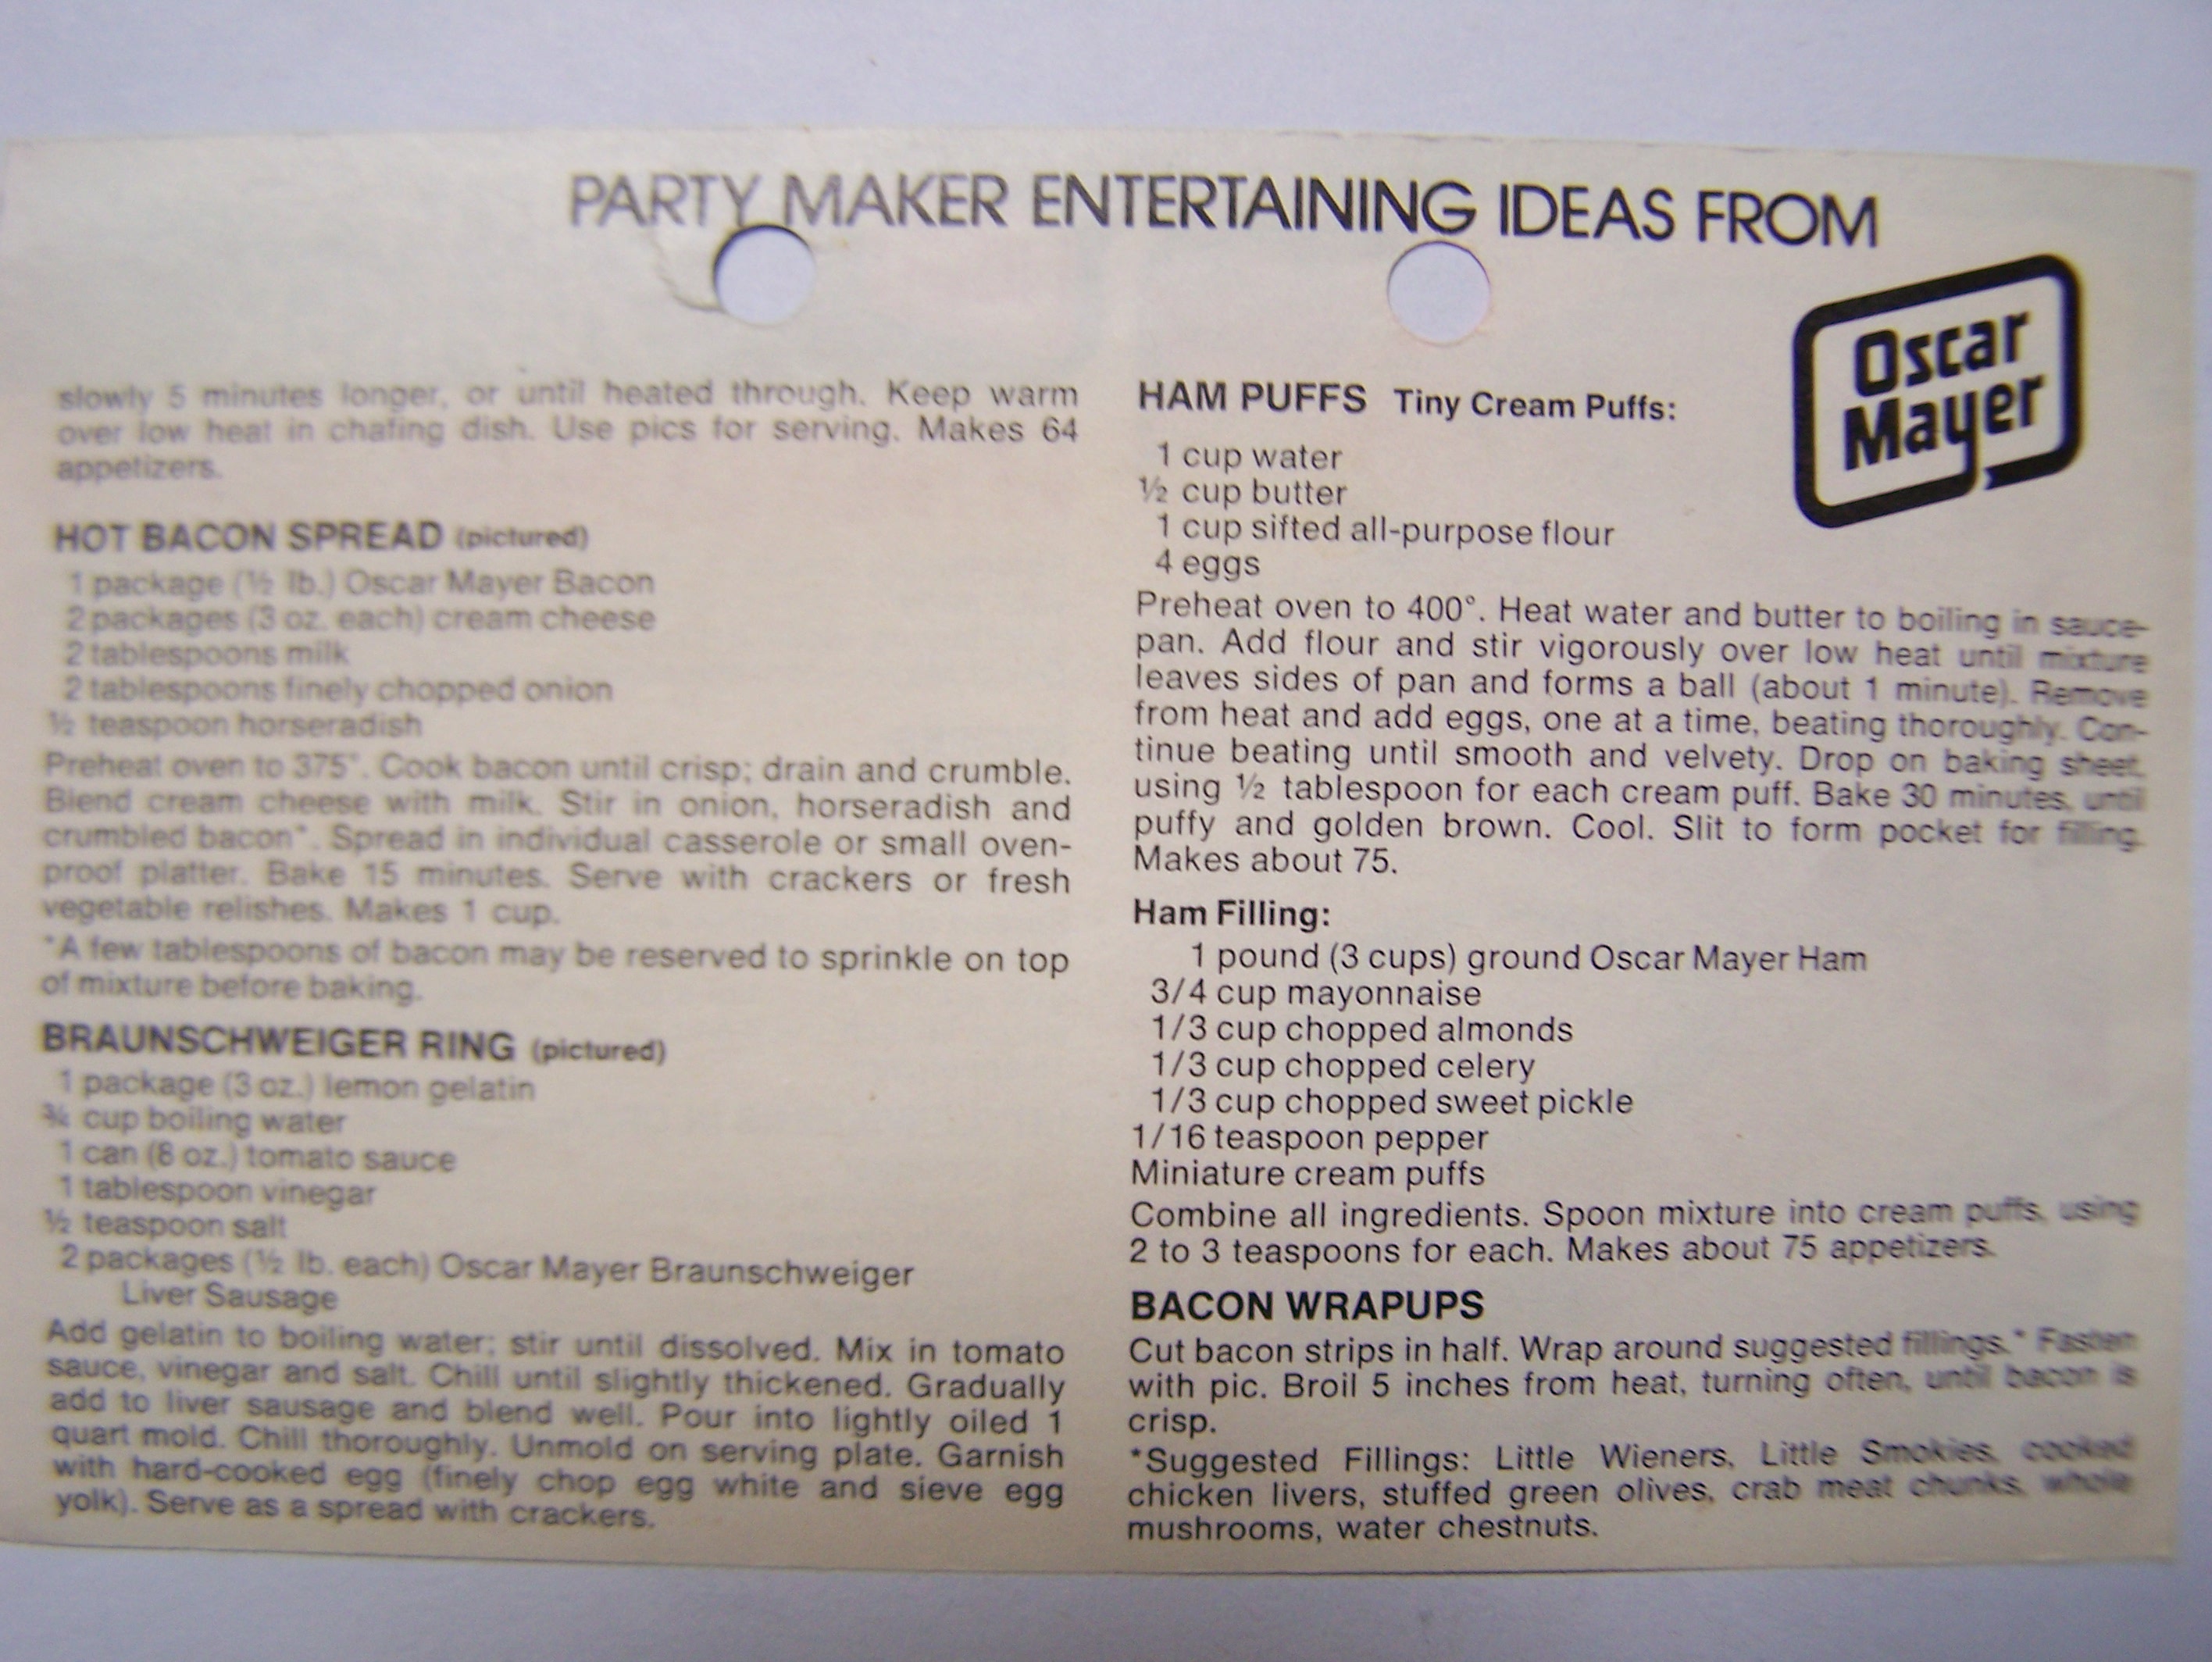 PARTY MAKER ENTERTAINING IDEAS FROM
Oscar
Mayer
slowly 5 minutes longer, or until heated through. Keep warm
over low heat in chafing dish. Use pics for serving. Makes 64
appetizers.
HOT BACON SPREAD (pictured)
1 package (½ lb.) Oscar Mayer Bacon
2 packages (3 oz. each) cream cheese
2 tablespoons milk
2 tablespoons finely chopped onion
½ teaspoon horseradish
Preheat oven to 375°. Cook bacon until crisp; drain and crumble.
Blend cream cheese with milk. Stir in onion, horseradish and
crumbled bacon*. Spread in individual casserole or small oven-
proof platter. Bake 15 minutes. Serve with crackers or fresh
vegetable relishes. Makes 1 cup.
*A few tablespoons of bacon may be reserved to sprinkle on top
of mixture before baking.
BRAUNSCHWEIGER RING (pictured)
1 package (3 oz.) lemon gelatin
¾ cup boiling water
1 can (8 oz.) tomato sauce
1 tablespoon vinegar
½ teaspoon salt
2 packages (½ lb. each) Oscar Mayer Braunschweiger
Liver Sausage
Add gelatin to boiling water; stir until dissolved. Mix in tomato
sauce, vinegar and salt. Chill until slightly thickened. Gradually
add to liver sausage and blend well. Pour into lightly oiled 1
quart mold. Chill thoroughly. Unmold on serving plate. Garnish
with hard-cooked egg (finely chop egg white and sieve egg
yolk). Serve as a spread with crackers.
HAM PUFFS Tiny Cream Puffs:
1 cup water
½ cup butter
1 cup sifted all-purpose flour
4 eggs
Preheat oven to 400°. Heat water and butter to boiling in sauce-
pan. Add flour and stir vigorously over low heat until mixture
leaves sides of pan and forms a ball (about 1 minute). Remove
from heat and add eggs, one at a time, beating thoroughly. Con-
tinue beating until smooth and velvety. Drop on baking sheet,
using ½ tablespoon for each cream puff. Bake 30 minutes, until
puffy and golden brown. Cool. Slit to form pocket for filling.
Makes about 75.
Ham Filling:
1 pound (3 cups) ground Oscar Mayer Ham
3/4 cup mayonnaise
1/3 cup chopped almonds
1/3 cup chopped celery
1/3 cup chopped sweet pickle
1/16 teaspoon pepper
Miniature cream puffs
Combine all ingredients. Spoon mixture into cream puffs, using
2 to 3 teaspoons for each. Makes about 75 appetizers.
BACON WRAPUPS
Cut bacon strips in half. Wrap around suggested fillings.* Fasten
with pic. Broil 5 inches from heat, turning often, until bacon is
crisp.
*Suggested Fillings: Little Wieners, Little Smokies, cooked
chicken livers, stuffed green olives, crab meat chunks, whole
mushrooms, water chestnuts.